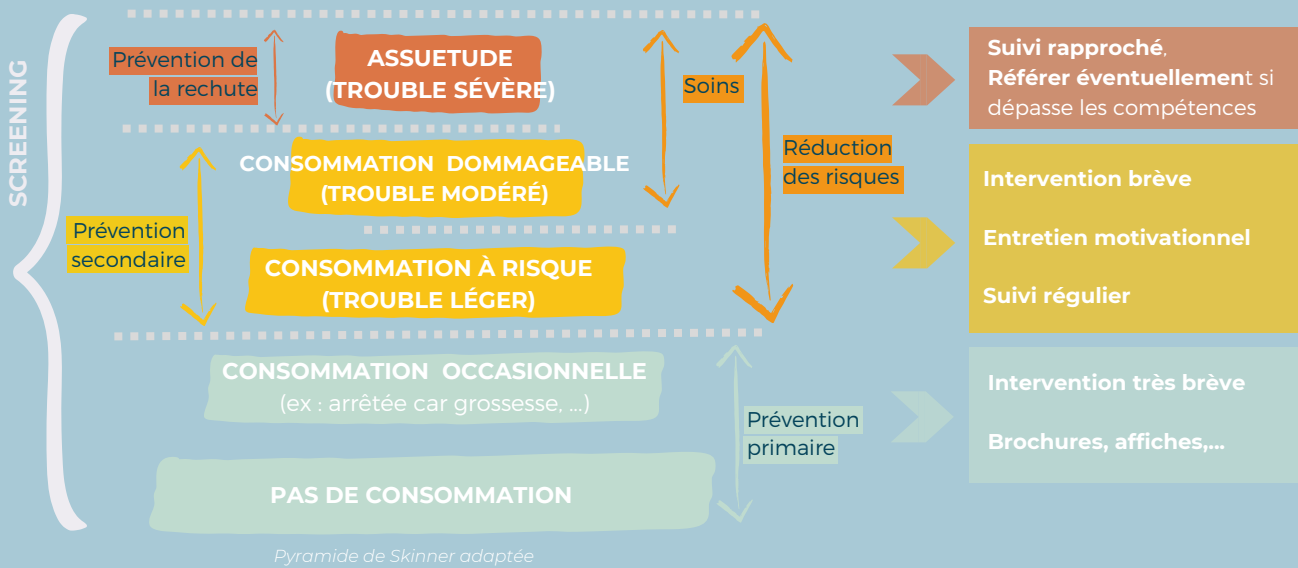 SCREENING
Prévention de
la rechute
ASSUETUDE
(TROUBLE SÉVÈRE)
Soins
Suivi rapproché,
Référer éventuellement si
dépasse les compétences
CONSOMMATION DOMMAGEABLE
(TROUBLE MODÉRÉ)
Réduction
des risques
Prévention
secondaire
CONSOMMATION À RISQUE
(TROUBLE LÉGER)
Intervention brève
Entretien motivationnel
Suivi régulier
CONSOMMATION OCCASIONNELLE
(ex : arrêtée car grossesse, ...)
Prévention
primaire
Intervention très brève
Brochures, affiches,...
PAS DE CONSOMMATION
Pyramide de Skinner adaptée